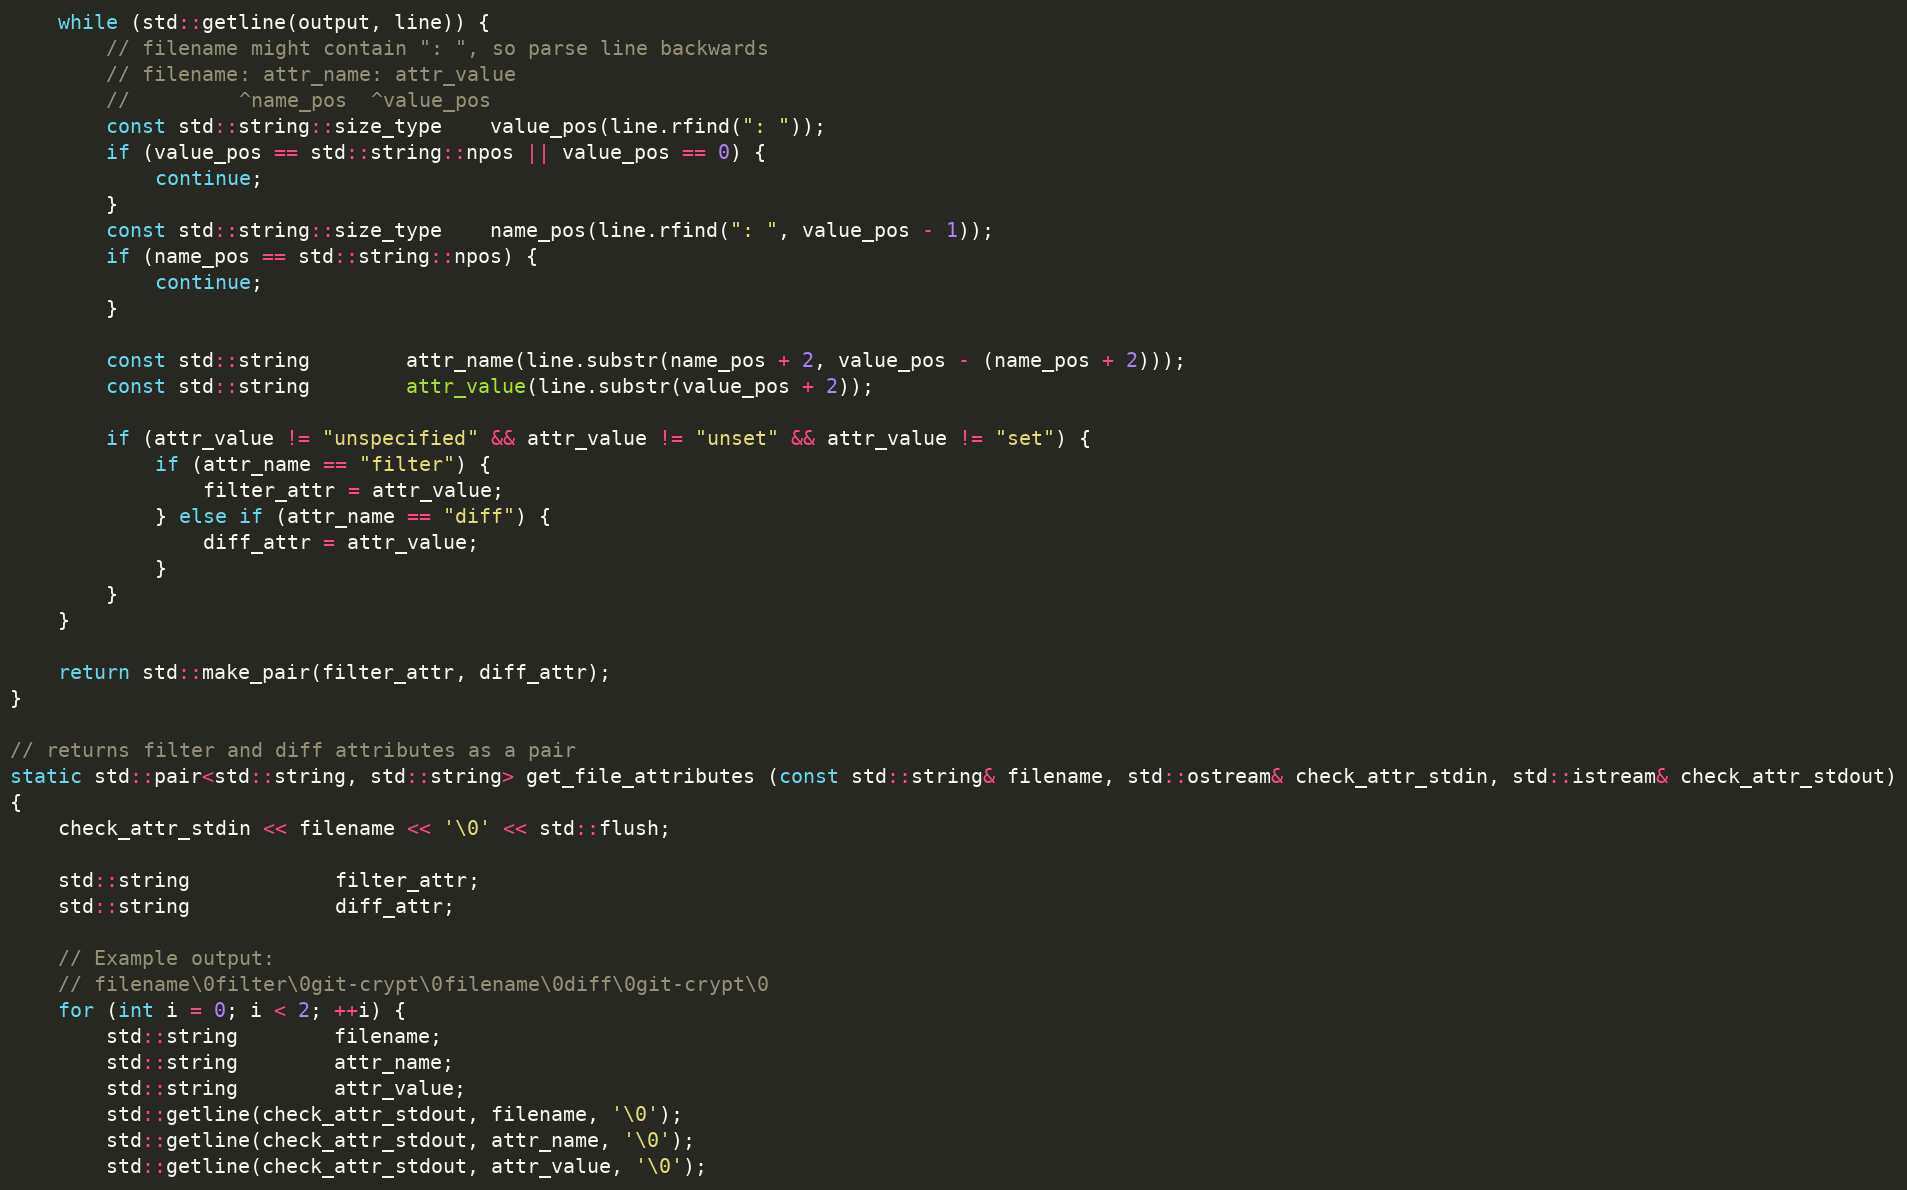 while (std::getline(output, line)) {
        // filename might contain ": ", so parse line backwards
        // filename: attr_name: attr_value
        //         ^name_pos  ^value_pos
        const std::string::size_type    value_pos(line.rfind(": "));
        if (value_pos == std::string::npos || value_pos == 0) {
            continue;
        }
        const std::string::size_type    name_pos(line.rfind(": ", value_pos - 1));
        if (name_pos == std::string::npos) {
            continue;
        }

        const std::string        attr_name(line.substr(name_pos + 2, value_pos - (name_pos + 2)));
        const std::string        attr_value(line.substr(value_pos + 2));

        if (attr_value != "unspecified" && attr_value != "unset" && attr_value != "set") {
            if (attr_name == "filter") {
                filter_attr = attr_value;
            } else if (attr_name == "diff") {
                diff_attr = attr_value;
            }
        }
    }

    return std::make_pair(filter_attr, diff_attr);
}

// returns filter and diff attributes as a pair
static std::pair<std::string, std::string> get_file_attributes (const std::string& filename, std::ostream& check_attr_stdin, std::istream& check_attr_stdout)
{
    check_attr_stdin << filename << '\0' << std::flush;

    std::string            filter_attr;
    std::string            diff_attr;

    // Example output:
    // filename\0filter\0git-crypt\0filename\0diff\0git-crypt\0
    for (int i = 0; i < 2; ++i) {
        std::string        filename;
        std::string        attr_name;
        std::string        attr_value;
        std::getline(check_attr_stdout, filename, '\0');
        std::getline(check_attr_stdout, attr_name, '\0');
        std::getline(check_attr_stdout, attr_value, '\0');